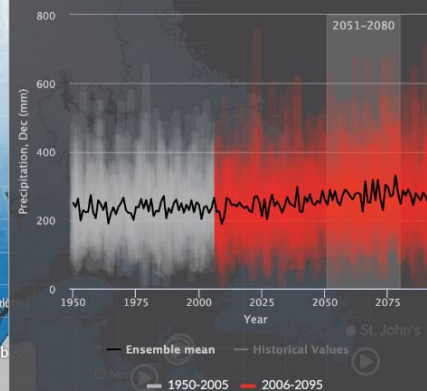 800
2051–2080
600
Precipitation, Dec (mm)
400
200
0
1950 1975 2000 2025 2050 2075
Year
St. John's
Ensemble mean Historical Values
1950-2005 2006-2095